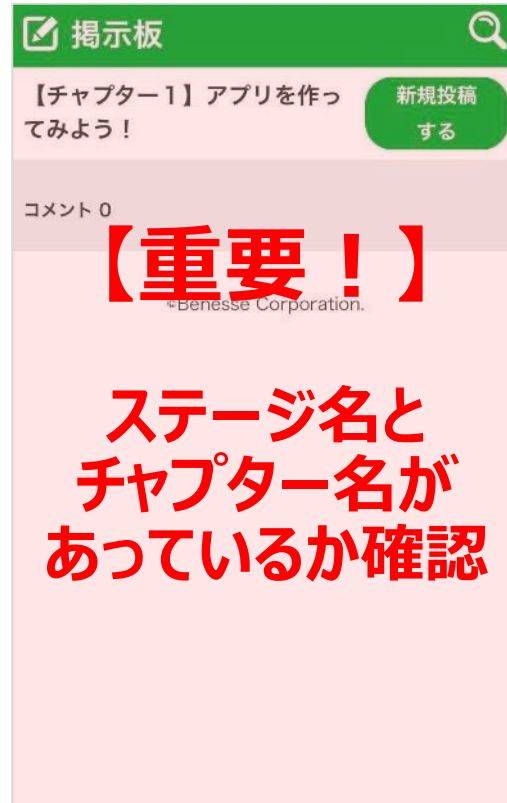 掲示板
【チャプター１】アプリを作っ
てみよう！
新規投稿
する
コメント 0
【重要！】
©Benesse Corporation.
ステージ名と
チャプター名が
あっているか確認